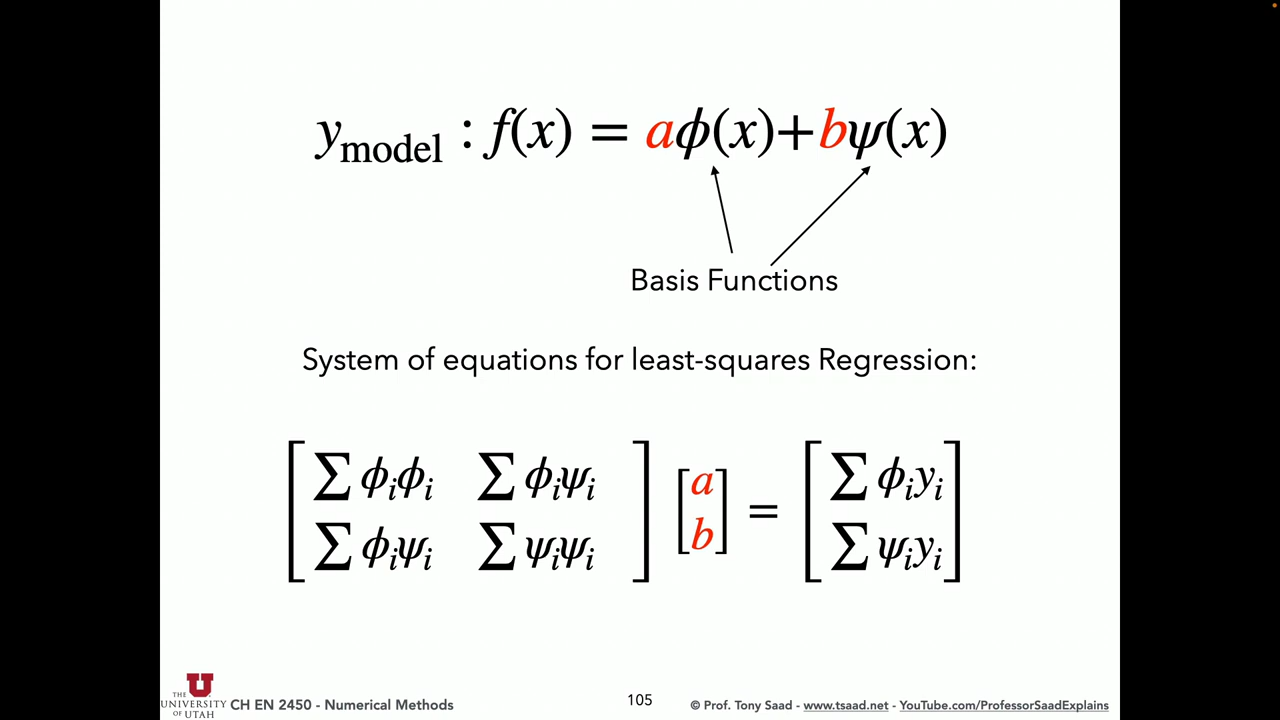 y_model : f(x) = aϕ(x)+bψ(x)
Basis Functions
System of equations for least-squares Regression:
[∑ϕᵢϕᵢ ∑ϕᵢψᵢ] [a] = [∑ϕᵢyᵢ]
[∑ϕᵢψᵢ ∑ψᵢψᵢ] [b] [∑ψᵢyᵢ]
U
THE
UNIVERSITY
OF UTAH
CH EN 2450 - Numerical Methods
105
© Prof. Tony Saad - www.tsaad.net - YouTube.com/ProfessorSaadExplains